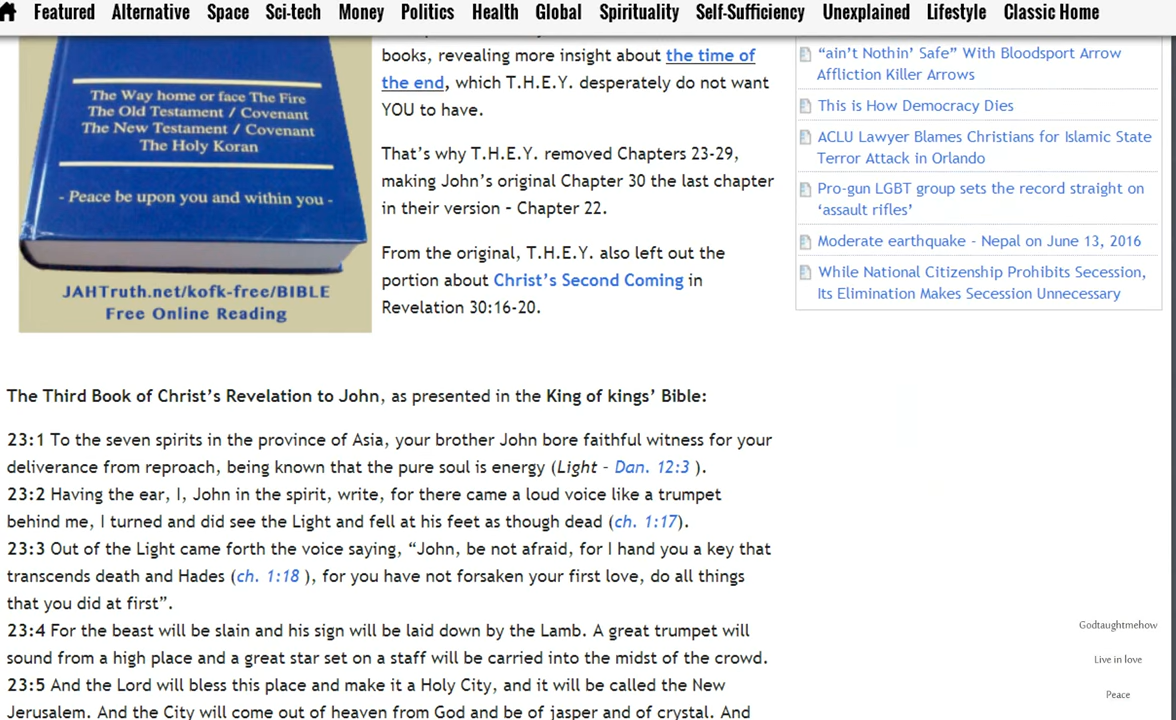 Featured Alternative Space Sci-tech Money Politics Health Global Spirituality Self-Sufficiency Unexplained Lifestyle Classic Home
The Way home or face The Fire
The Old Testament / Covenant
The New Testament / Covenant
The Holy Koran
- Peace be upon you and within you -
JAHTruth.net/kofk-free/BIBLE
Free Online Reading
books, revealing more insight about the time of
the end, which T.H.E.Y. desperately do not want
YOU to have.
That’s why T.H.E.Y. removed Chapters 23-29,
making John’s original Chapter 30 the last chapter
in their version – Chapter 22.
From the original, T.H.E.Y. also left out the
portion about Christ’s Second Coming in
Revelation 30:16-20.
“ain’t Nothin’ Safe” With Bloodsport Arrow
Affliction Killer Arrows
This is How Democracy Dies
ACLU Lawyer Blames Christians for Islamic State
Terror Attack in Orlando
Pro-gun LGBT group sets the record straight on
‘assault rifles’
Moderate earthquake - Nepal on June 13, 2016
While National Citizenship Prohibits Secession,
Its Elimination Makes Secession Unnecessary
The Third Book of Christ’s Revelation to John, as presented in the King of kings’ Bible:
23:1 To the seven spirits in the province of Asia, your brother John bore faithful witness for your
deliverance from reproach, being known that the pure soul is energy (Light – Dan. 12:3 ).
23:2 Having the ear, I, John in the spirit, write, for there came a loud voice like a trumpet
behind me, I turned and did see the Light and fell at his feet as though dead (ch. 1:17).
23:3 Out of the Light came forth the voice saying, “John, be not afraid, for I hand you a key that
transcends death and Hades (ch. 1:18 ), for you have not forsaken your first love, do all things
that you did at first”.
23:4 For the beast will be slain and his sign will be laid down by the Lamb. A great trumpet will
sound from a high place and a great star set on a staff will be carried into the midst of the crowd.
23:5 And the Lord will bless this place and make it a Holy City, and it will be called the New
Jerusalem. And the City will come out of heaven from God and be of jasper and of crystal. And
Godtaughtmehow
Live in love
Peace